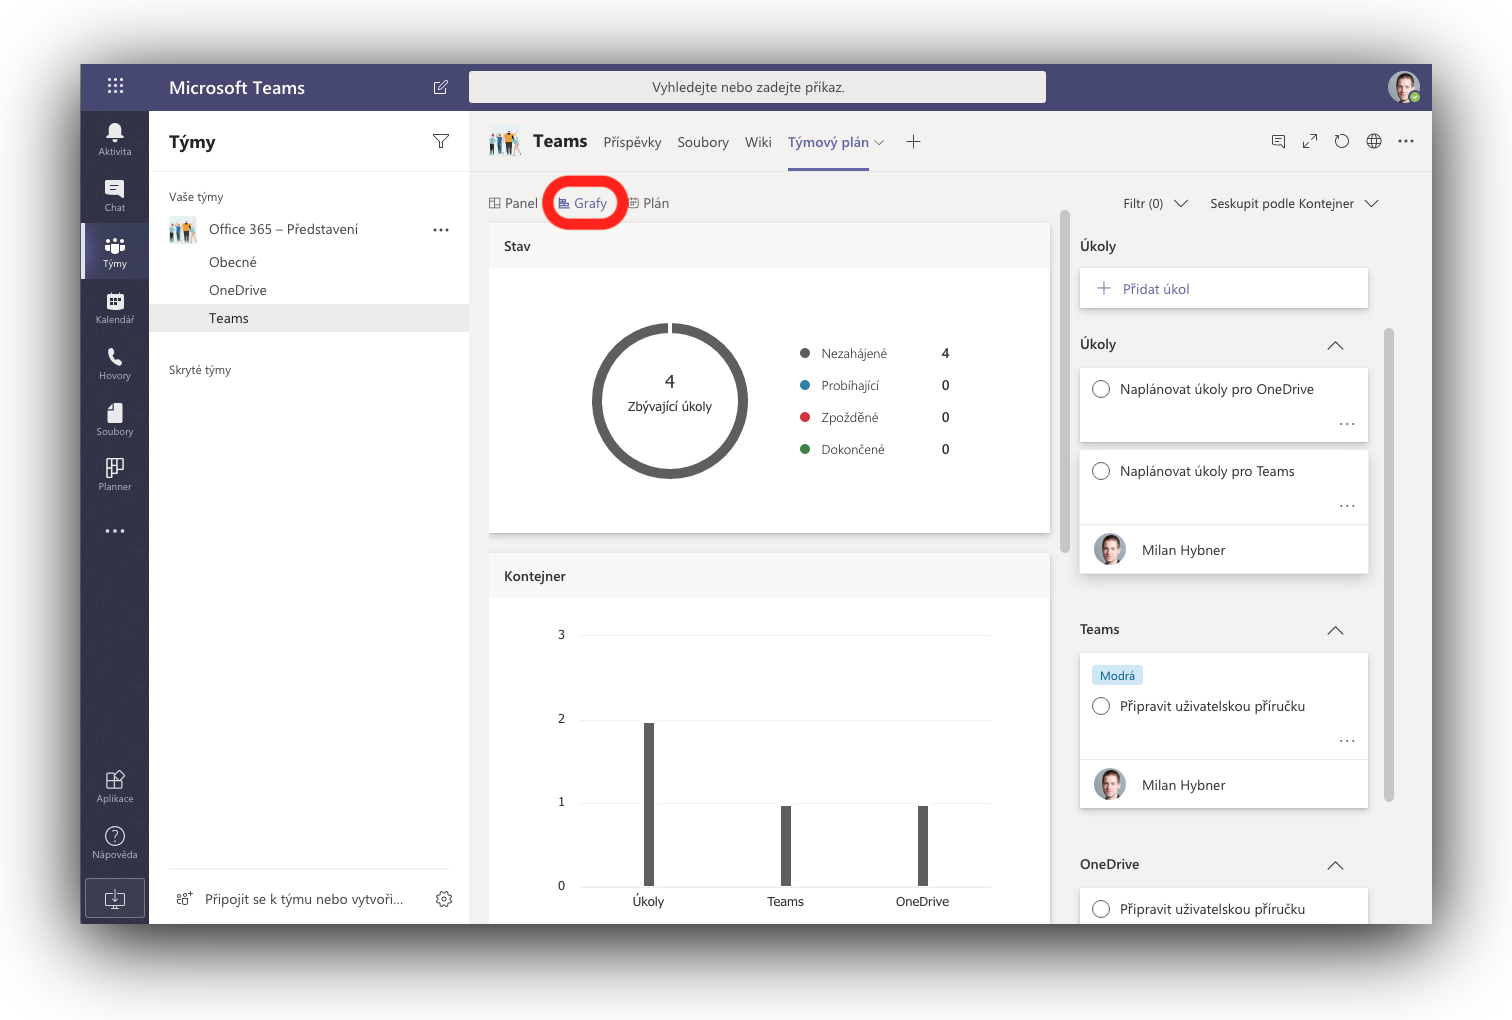 Microsoft Teams
Vyhledejte nebo zadejte příkaz.
Aktivita
Chat
Týmy
Kalendář
Hovory
Soubory
Planner
Aplikace
Nápověda
Týmy
Vaše týmy
Office 365 – Představení
Obecné
OneDrive
Teams
Skryté týmy
Připojit se k týmu nebo vytvoři...
Teams Příspěvky Soubory Wiki Týmový plán
Panel Grafy Plán Filtr (0) Seskupit podle Kontejner
Stav
4
Zbývající úkoly
Nezahájené 4
Probíhající 0
Zpožděné 0
Dokončené 0
Kontejner
3
2
1
0
Úkoly Teams OneDrive
Úkoly
Přidat úkol
Úkoly
Naplánovat úkoly pro OneDrive
Naplánovat úkoly pro Teams
Milan Hybner
Teams
Modrá
Připravit uživatelskou příručku
Milan Hybner
OneDrive
Připravit uživatelskou příručku